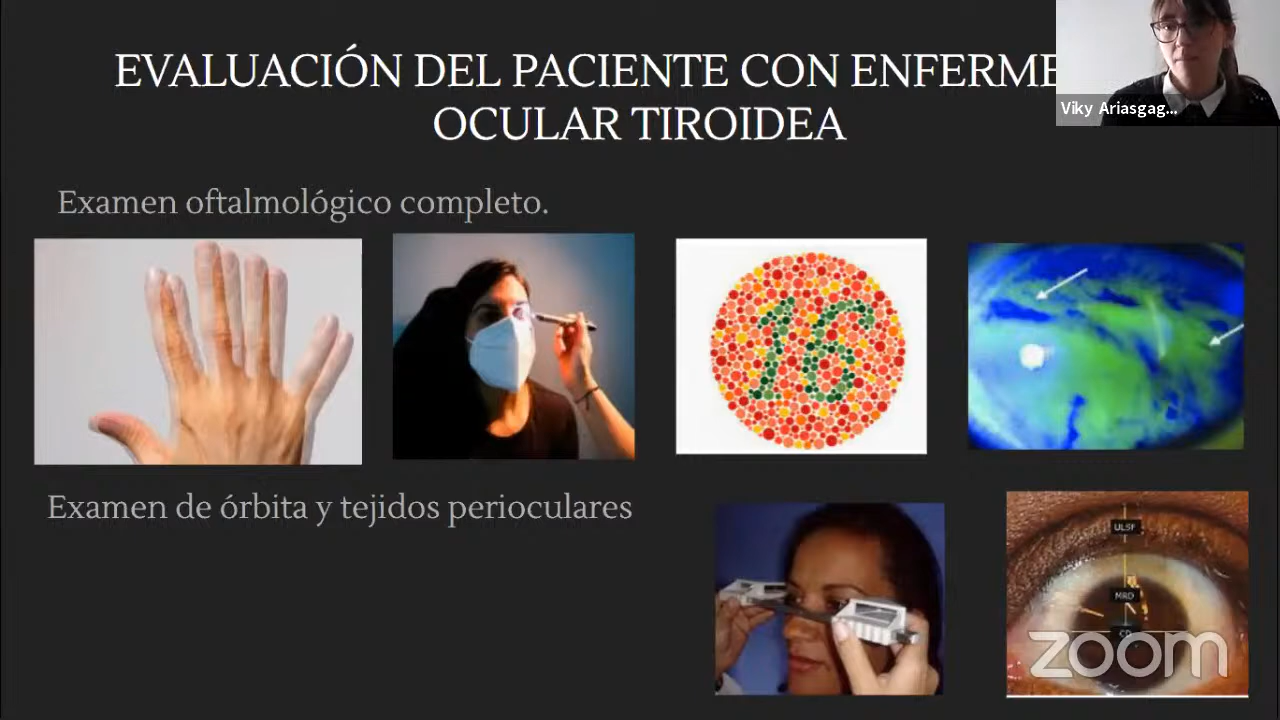 EVALUACIÓN DEL PACIENTE CON ENFERME
OCULAR TIROIDEA
Viky Ariasgag...
Examen oftalmológico completo.
16
Examen de órbita y tejidos perioculares
ULSF
MRD
zoom